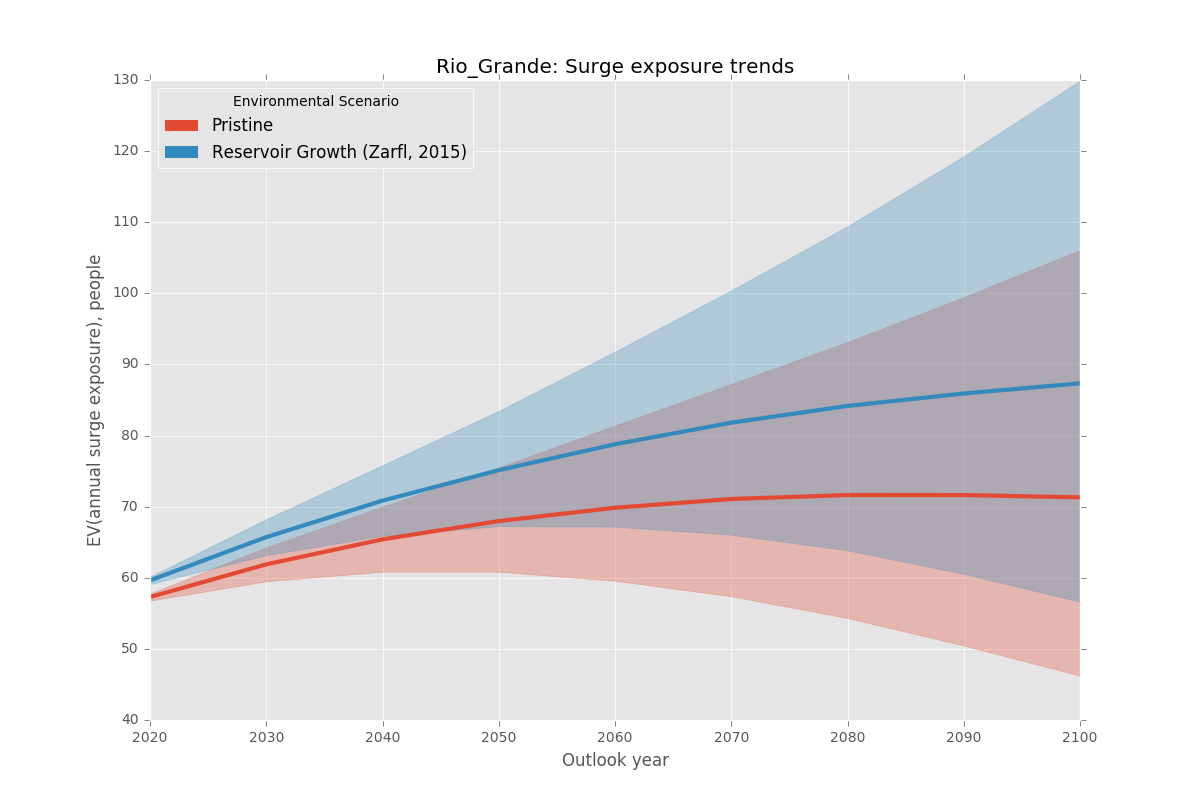 Rio_Grande: Surge exposure trends
Environmental Scenario
Pristine
Reservoir Growth (Zarfl, 2015)
EV(annual surge exposure), people
130
120
110
100
90
80
70
60
50
40
2020 2030 2040 2050 2060 2070 2080 2090 2100
Outlook year